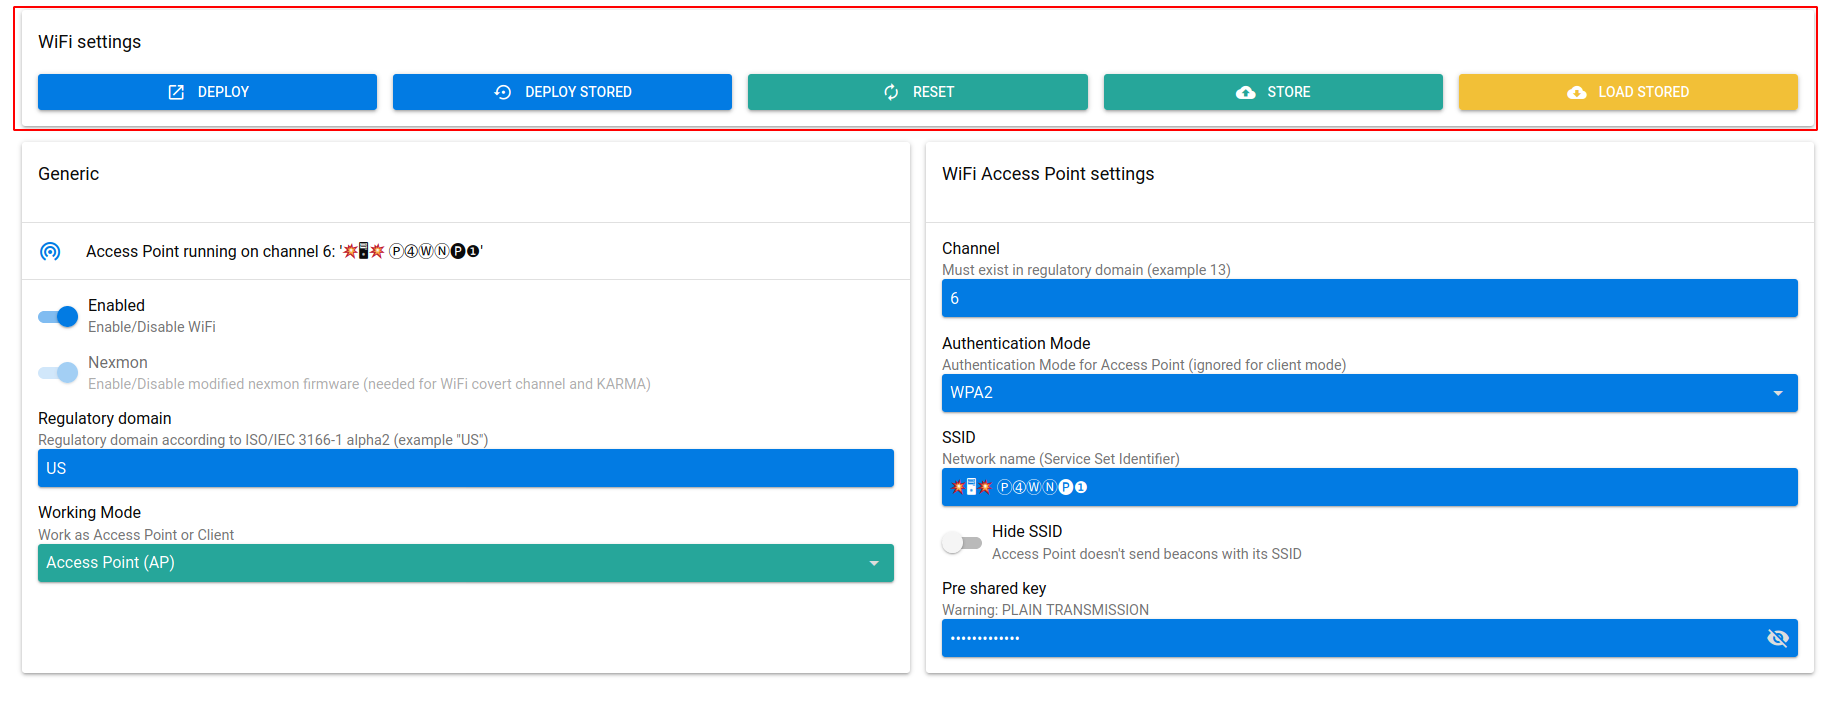 WiFi settings
DEPLOY
DEPLOY STORED
RESET
STORE
LOAD STORED
Generic
Access Point running on channel 6: '💥🖥💥 Ⓟ④ⓌⓃ🅟❶'
Enabled
Enable/Disable WiFi
Nexmon
Enable/Disable modified nexmon firmware (needed for WiFi covert channel and KARMA)
Regulatory domain
Regulatory domain according to ISO/IEC 3166-1 alpha2 (example "US")
US
Working Mode
Work as Access Point or Client
Access Point (AP)
WiFi Access Point settings
Channel
Must exist in regulatory domain (example 13)
6
Authentication Mode
Authentication Mode for Access Point (ignored for client mode)
WPA2
SSID
Network name (Service Set Identifier)
💥🖥💥 Ⓟ④ⓌⓃ🅟❶
Hide SSID
Access Point doesn't send beacons with its SSID
Pre shared key
Warning: PLAIN TRANSMISSION
•••••••••••••